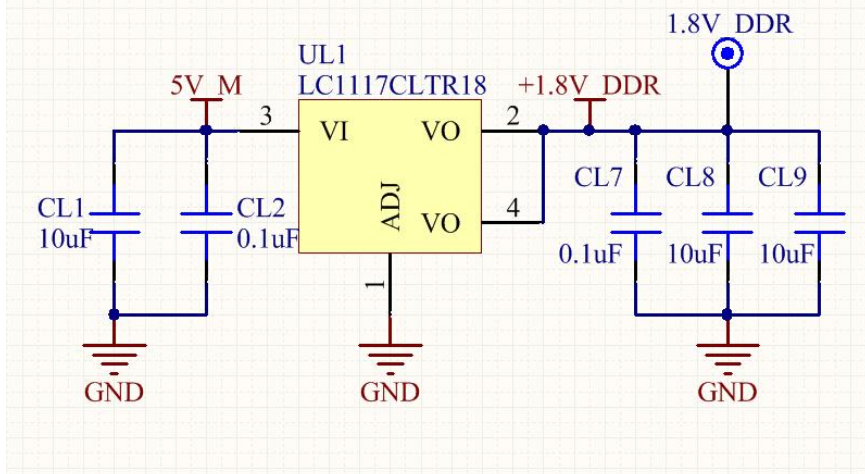 1.8V_DDR
UL1
5V_M
LC1117CLTR18
+1.8V_DDR
3
VI
VO
2
CL7
CL8
CL9
CL1
CL2
ADJ
VO
4
10uF
0.1uF
0.1uF
10uF
10uF
1
GND
GND
GND